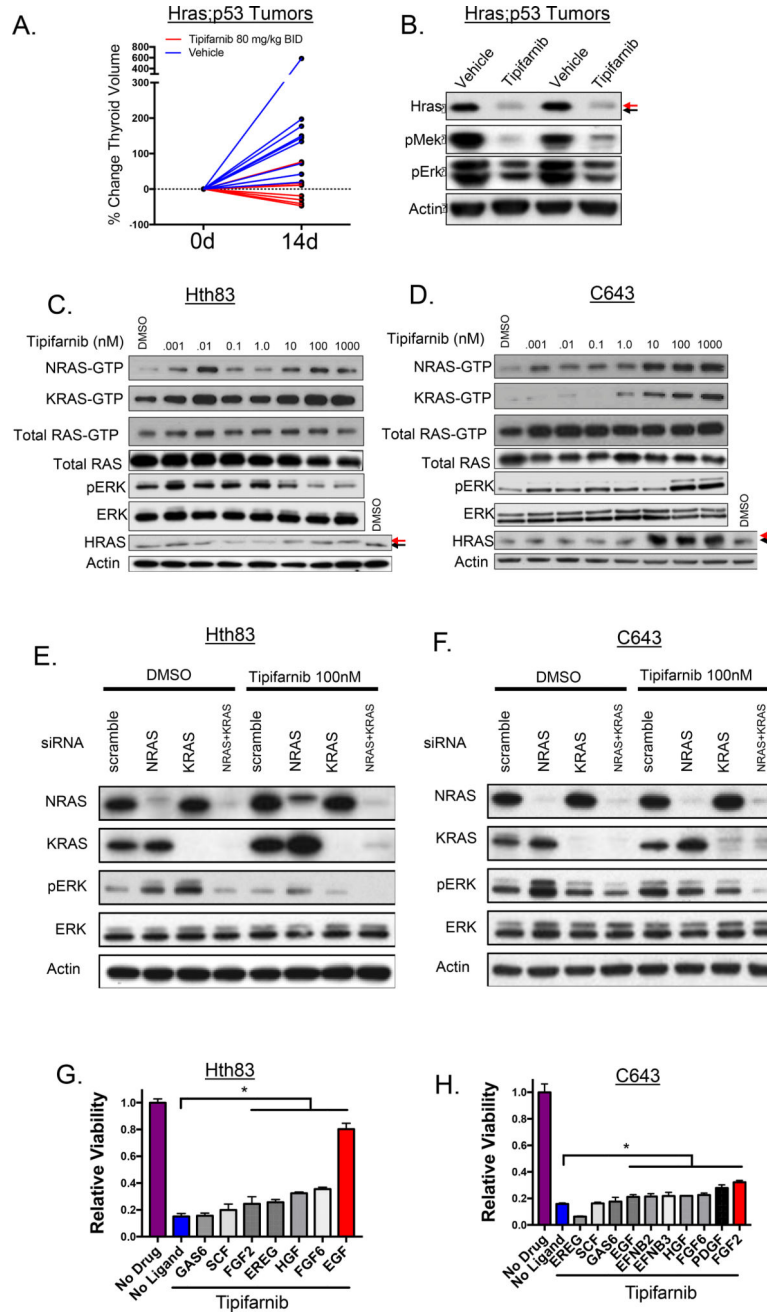 A.
Hras;p53 Tumors
Tipifarnib 80 mg/kg BID
Vehicle
% Change Thyroid Volume
800
600
400
200
100
0
-100
0d 14d
B.
Hras;p53 Tumors
Vehicle Tipifarnib Vehicle Tipifarnib
Hras
pMek
pErk
Actin
C.
Hth83
Tipifarnib (nM) DMSO .001 .01 0.1 1.0 10 100 1000
NRAS-GTP
KRAS-GTP
Total RAS-GTP
Total RAS
pERK
ERK
DMSO
HRAS
Actin
D.
C643
Tipifarnib (nM) DMSO .001 .01 0.1 1.0 10 100 1000
NRAS-GTP
KRAS-GTP
Total RAS-GTP
Total RAS
pERK
ERK
DMSO
HRAS
Actin
E.
Hth83
DMSO Tipifarnib 100nM
siRNA scramble NRAS KRAS NRAS+KRAS scramble NRAS KRAS NRAS+KRAS
NRAS
KRAS
pERK
ERK
Actin
F.
C643
DMSO Tipifarnib 100nM
siRNA scramble NRAS KRAS NRAS+KRAS scramble NRAS KRAS NRAS+KRAS
NRAS
KRAS
pERK
ERK
Actin
G.
Hth83
*
Relative Viability
1.0
0.8
0.6
0.4
0.2
0.0
No Drug No Ligand GAS6 SCF FGF2 EREG HGF FGF6 EGF
Tipifarnib
H.
C643
*
Relative Viability
1.0
0.8
0.6
0.4
0.2
0.0
No Drug No Ligand EREG SCF GAS6 EGF EFNB2 EFNB3 HGF FGF6 PDGF FGF2
Tipifarnib